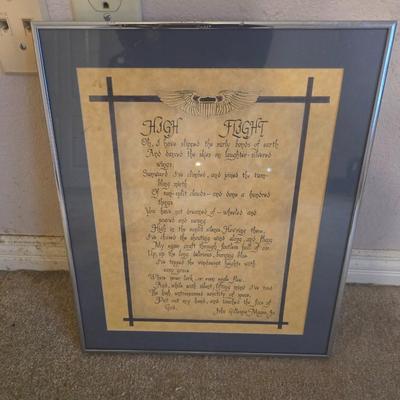 HIGH FLIGHT
Oh, I have slipped the surly bonds of earth
And danced the skies on laughter-silvered
wings;
Sunward I've climbed, and joined the tum-
bling mirth
Of sun-split clouds - and done a hundred
things
You have not dreamed of - wheeled and
soared and swung
High in the sunlit silence. Hov'ring there,
I've chased the shouting wind along, and flung
My eager craft through footless halls of air.
Up, up the long, delirious, burning blue
I've topped the windswept heights with
easy grace
Where never lark, or even eagle flew.
And, while with silent, lifting mind I've trod
The high untrespassed sanctity of space,
Put out my hand, and touched the face of
God.
John Gillespie Magee, Jr.